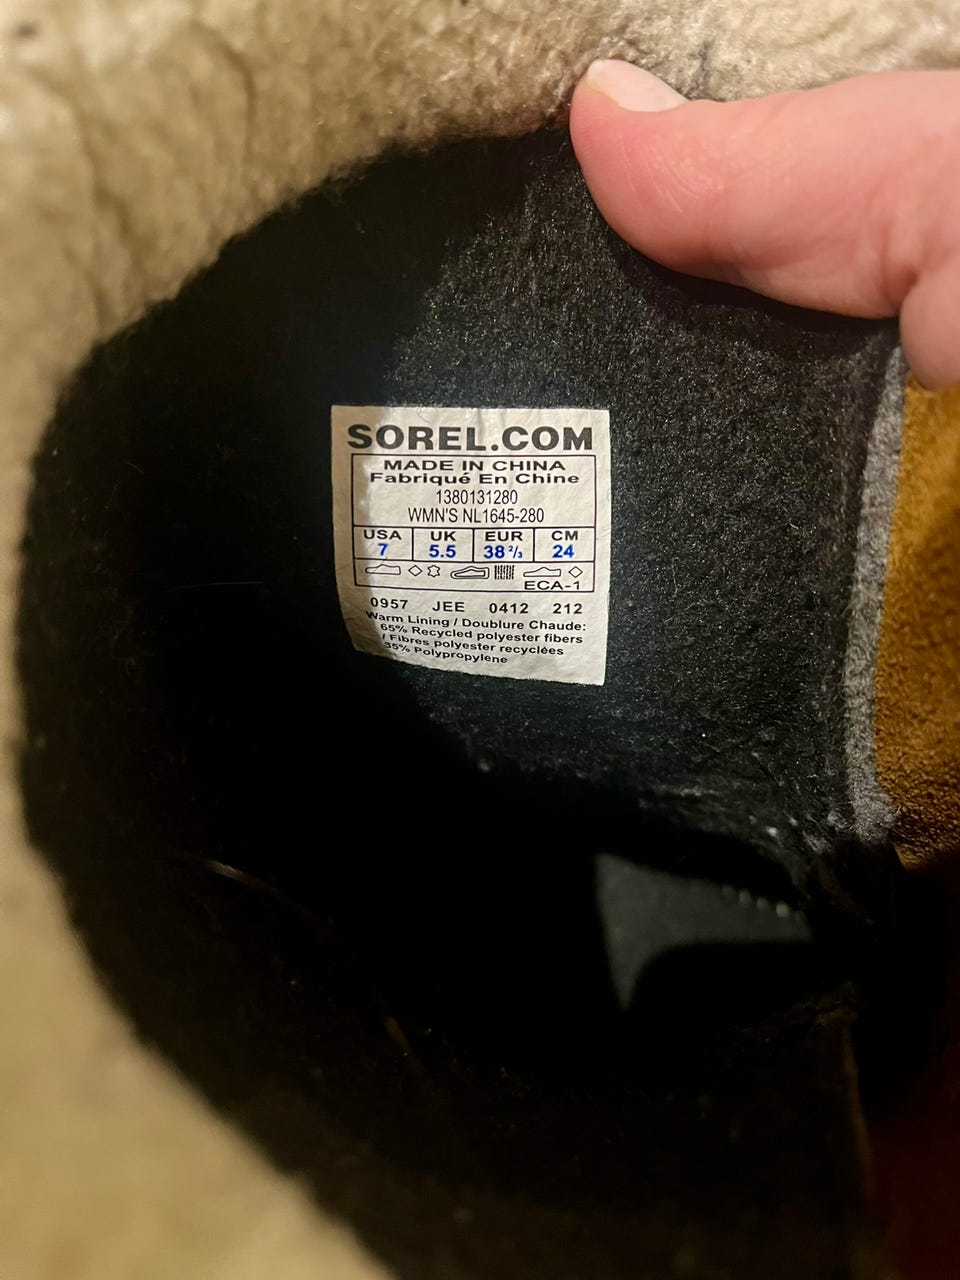 SOREL.COM
MADE IN CHINA
Fabriqué En Chine
1380131280
WMN'S NL1645-280
USA UK EUR CM
7 5.5 38 2/3 24
ECA-1
0957 JEE 0412 212
Warm Lining / Doublure Chaude:
65% Recycled polyester fibers
/ Fibres polyester recyclées
35% Polypropylene